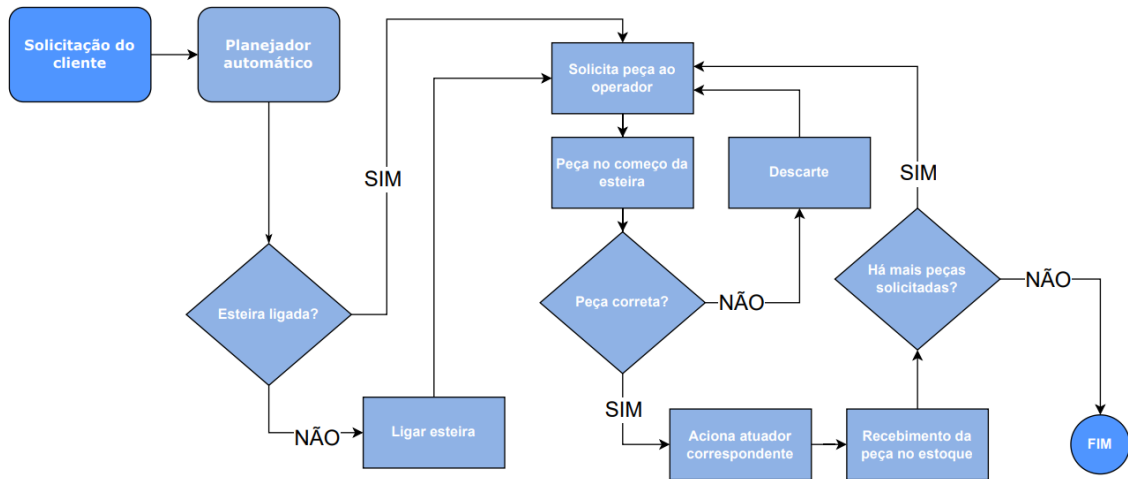 Solicitação do
cliente
Planejador
automático
Solicita peça ao
operador
Peça no começo da
esteira
Descarte
SIM
SIM
Esteira ligada?
Peça correta?
NÃO
Há mais peças
solicitadas?
NÃO
NÃO
Ligar esteira
SIM
Aciona atuador
correspondente
Recebimento da
peça no estoque
FIM